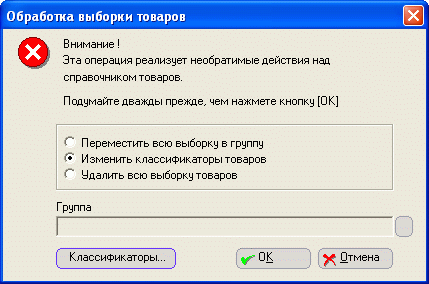 Обработка выборки товаров
Внимание !
Эта операция реализует необратимые действия над
справочником товаров.
Подумайте дважды прежде, чем нажмете кнопку [OK]
Переместить всю выборку в группу
Изменить классификаторы товаров
Удалить всю выборку товаров
Группа
Классификаторы...
OK
Отмена